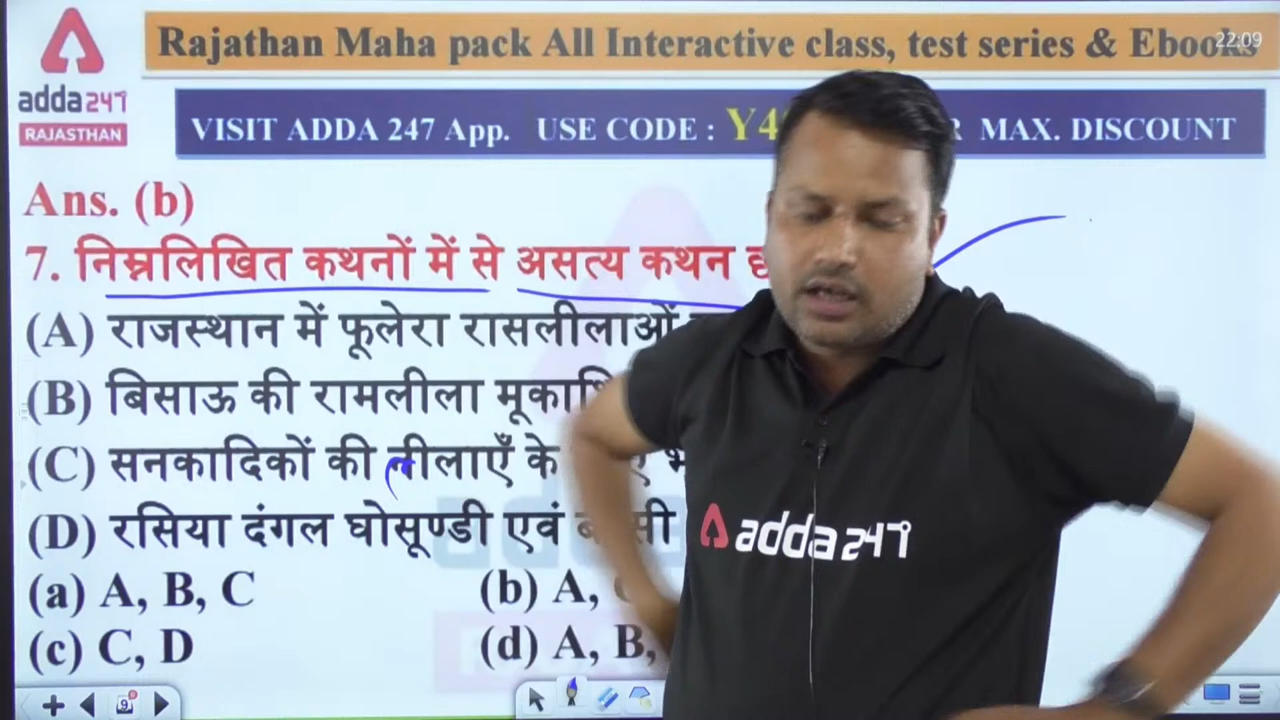 Rajathan Maha pack All Interactive class, test series & Ebooks
22:09
adda247
RAJASTHAN
VISIT ADDA 247 App. USE CODE : MAX. DISCOUNT
Ans. (b)
7. निम्नलिखित कथनों में से असत्य कथन
(A) राजस्थान में फूलेरा रासलीलाओं
(B) बिसाऊ की रामलीला
(C) सनकादिकों की लीलाएँ के
(D) रसिया दंगल घोसूण्डी एवं
(a) A, B, C
(b) A,
(c) C, D
(d) A, B,
adda247